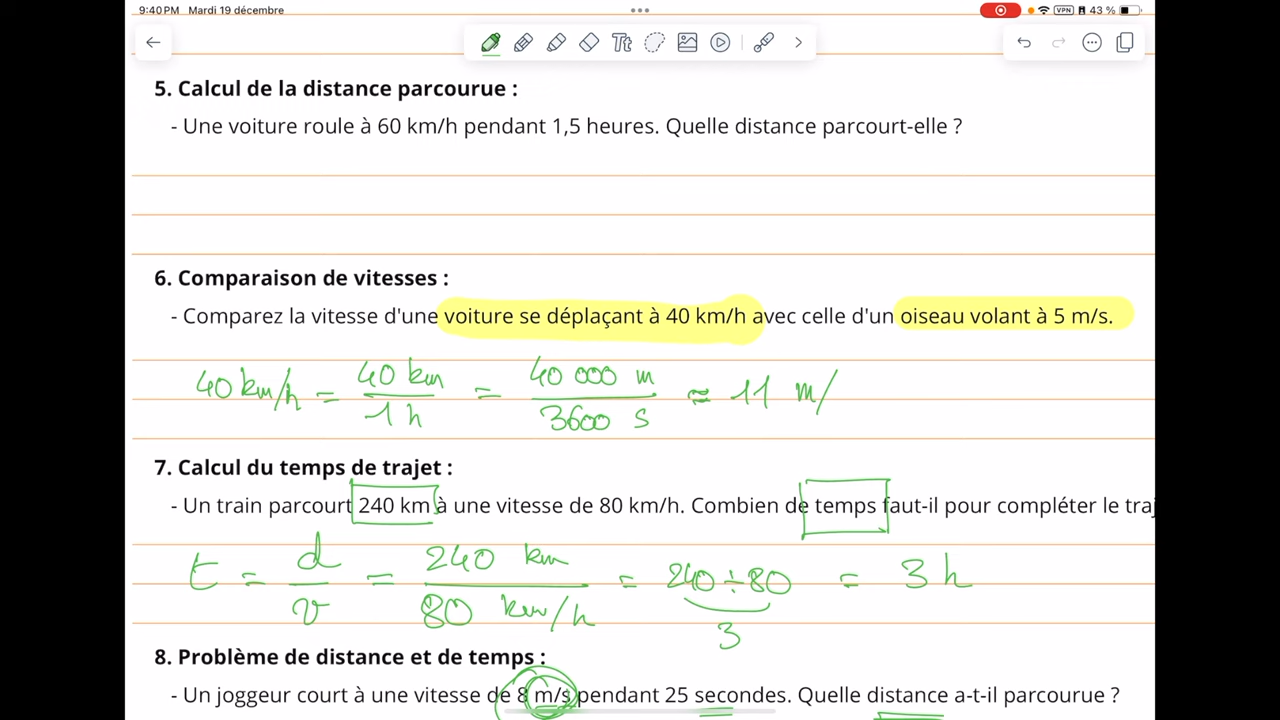 9:40 PM Mardi 19 décembre
VPN 43 %
Tt
5. Calcul de la distance parcourue :
- Une voiture roule à 60 km/h pendant 1,5 heures. Quelle distance parcourt-elle ?
6. Comparaison de vitesses :
- Comparez la vitesse d'une voiture se déplaçant à 40 km/h avec celle d'un oiseau volant à 5 m/s.
40 km/h = 40 km / 1 h = 40 000 m / 3600 s ≈ 11 m/
7. Calcul du temps de trajet :
- Un train parcourt 240 km à une vitesse de 80 km/h. Combien de temps faut-il pour compléter le traj
t = d / v = 240 km / 80 km/h = 240 ÷ 80 = 3 h
3
8. Problème de distance et de temps :
- Un joggeur court à une vitesse de 8 m/s pendant 25 secondes. Quelle distance a-t-il parcourue ?